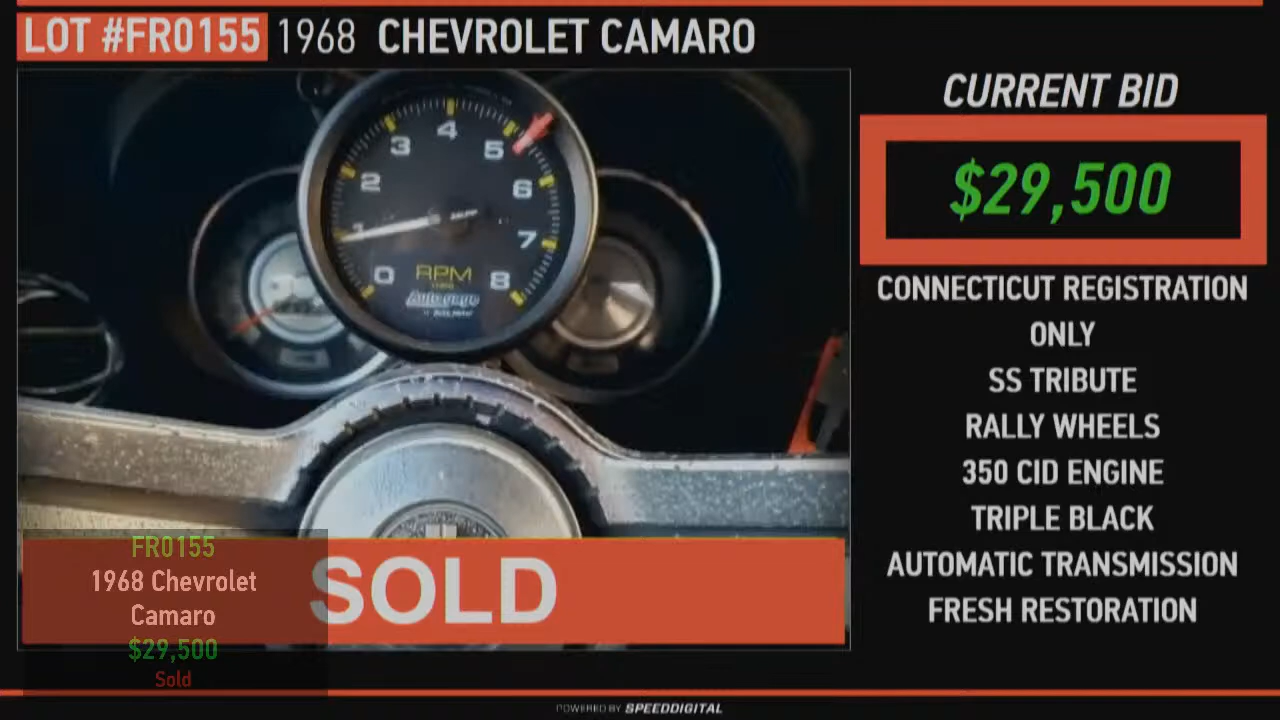 LOT #FR0155 1968 CHEVROLET CAMARO
CURRENT BID
$29,500
CONNECTICUT REGISTRATION
ONLY
SS TRIBUTE
RALLY WHEELS
350 CID ENGINE
TRIPLE BLACK
AUTOMATIC TRANSMISSION
FRESH RESTORATION
0
1
2
3
4
5
6
7
8
RPM
Autogage
SOLD
FR0155
1968 Chevrolet
Camaro
$29,500
Sold
POWERED BY SPEEDDIGITAL